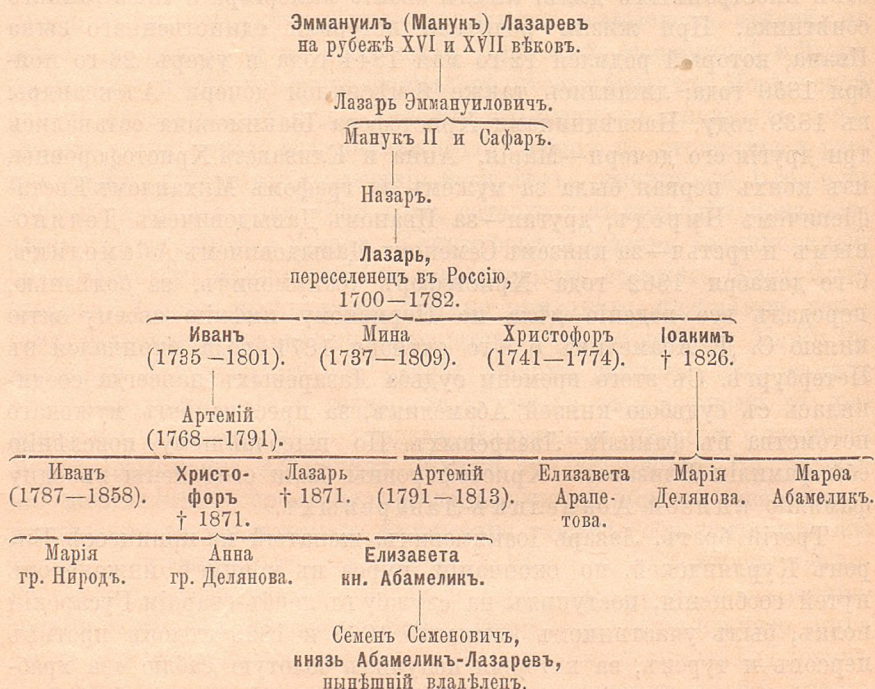 Эммануилъ (Манукъ) Лазаревъ
на рубежѣ XVI и XVII вѣковъ.
Лазарь Эммануиловичъ.
Манукъ II и Сафаръ.
Назаръ.
Лазарь,
переселенецъ въ Россію,
1700—1782.
Иванъ Мина Христофоръ Іоакимъ
(1735—1801). (1737—1809). (1741—1774). † 1826.
Артемій
(1768—1791).
Иванъ Христо- Лазарь Артемій Елизавета Марія Марѳа
(1787—1858). форъ † 1871. (1791—1813). Арапе- Делянова. Абамеликъ.
† 1871. това.
Марія Анна Елизавета
гр. Ниродъ. гр. Делянова. кн. Абамеликъ.
Семенъ Семеновичъ,
князь Абамеликъ-Лазаревъ,
нынѣшній владѣлецъ.